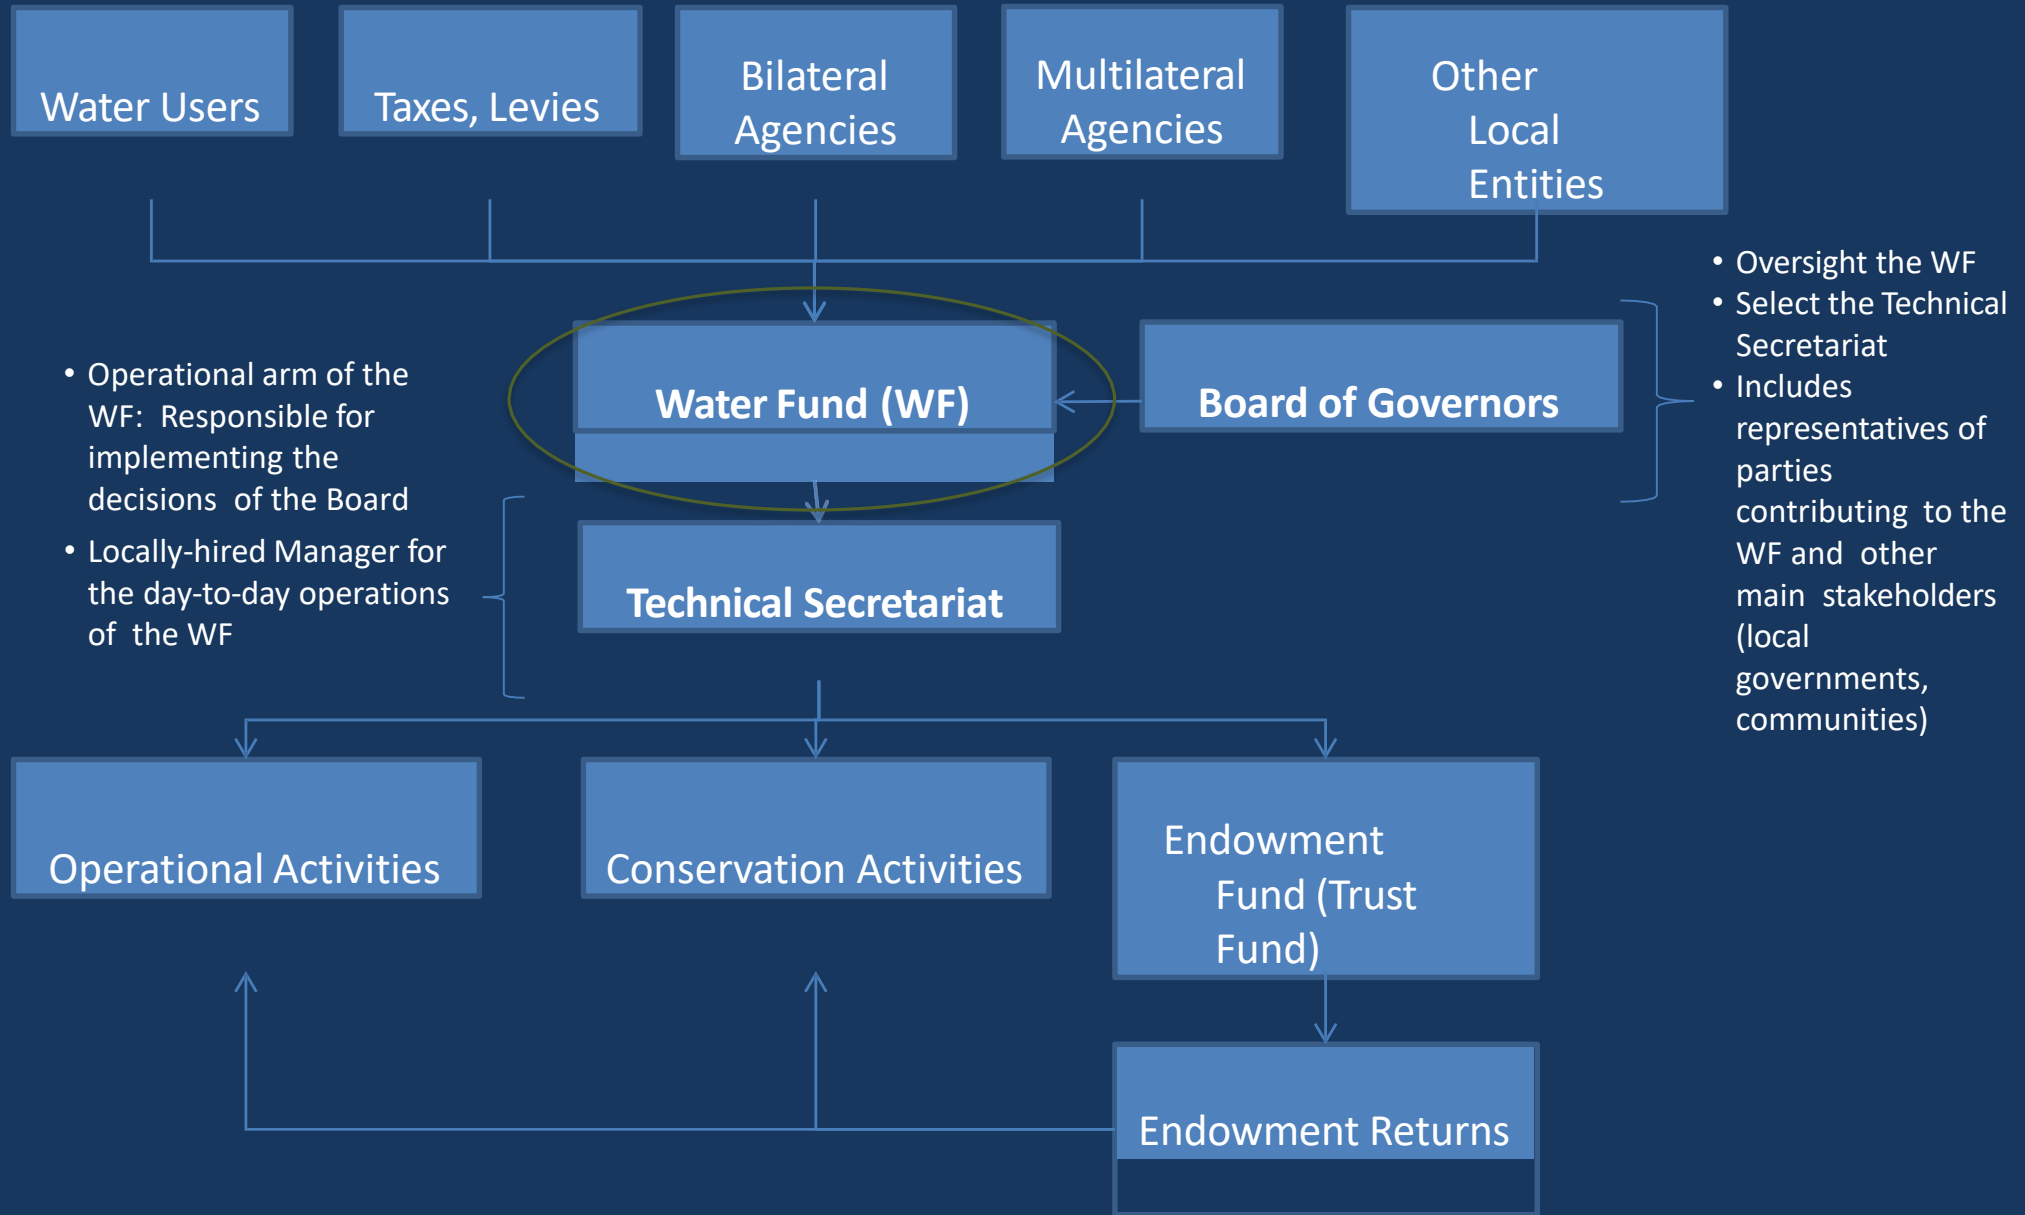 Water Users
Taxes, Levies
Bilateral
Agencies
Multilateral
Agencies
Other
Local
Entities
• Oversight the WF
• Select the Technical
Secretariat
• Includes
representatives of
parties
contributing to the
WF and other
main stakeholders
(local
governments,
communities)
Water Fund (WF)
Board of Governors
• Operational arm of the
WF: Responsible for
implementing the
decisions of the Board
• Locally-hired Manager for
the day-to-day operations
of the WF
Technical Secretariat
Operational Activities
Conservation Activities
Endowment
Fund (Trust
Fund)
Endowment Returns